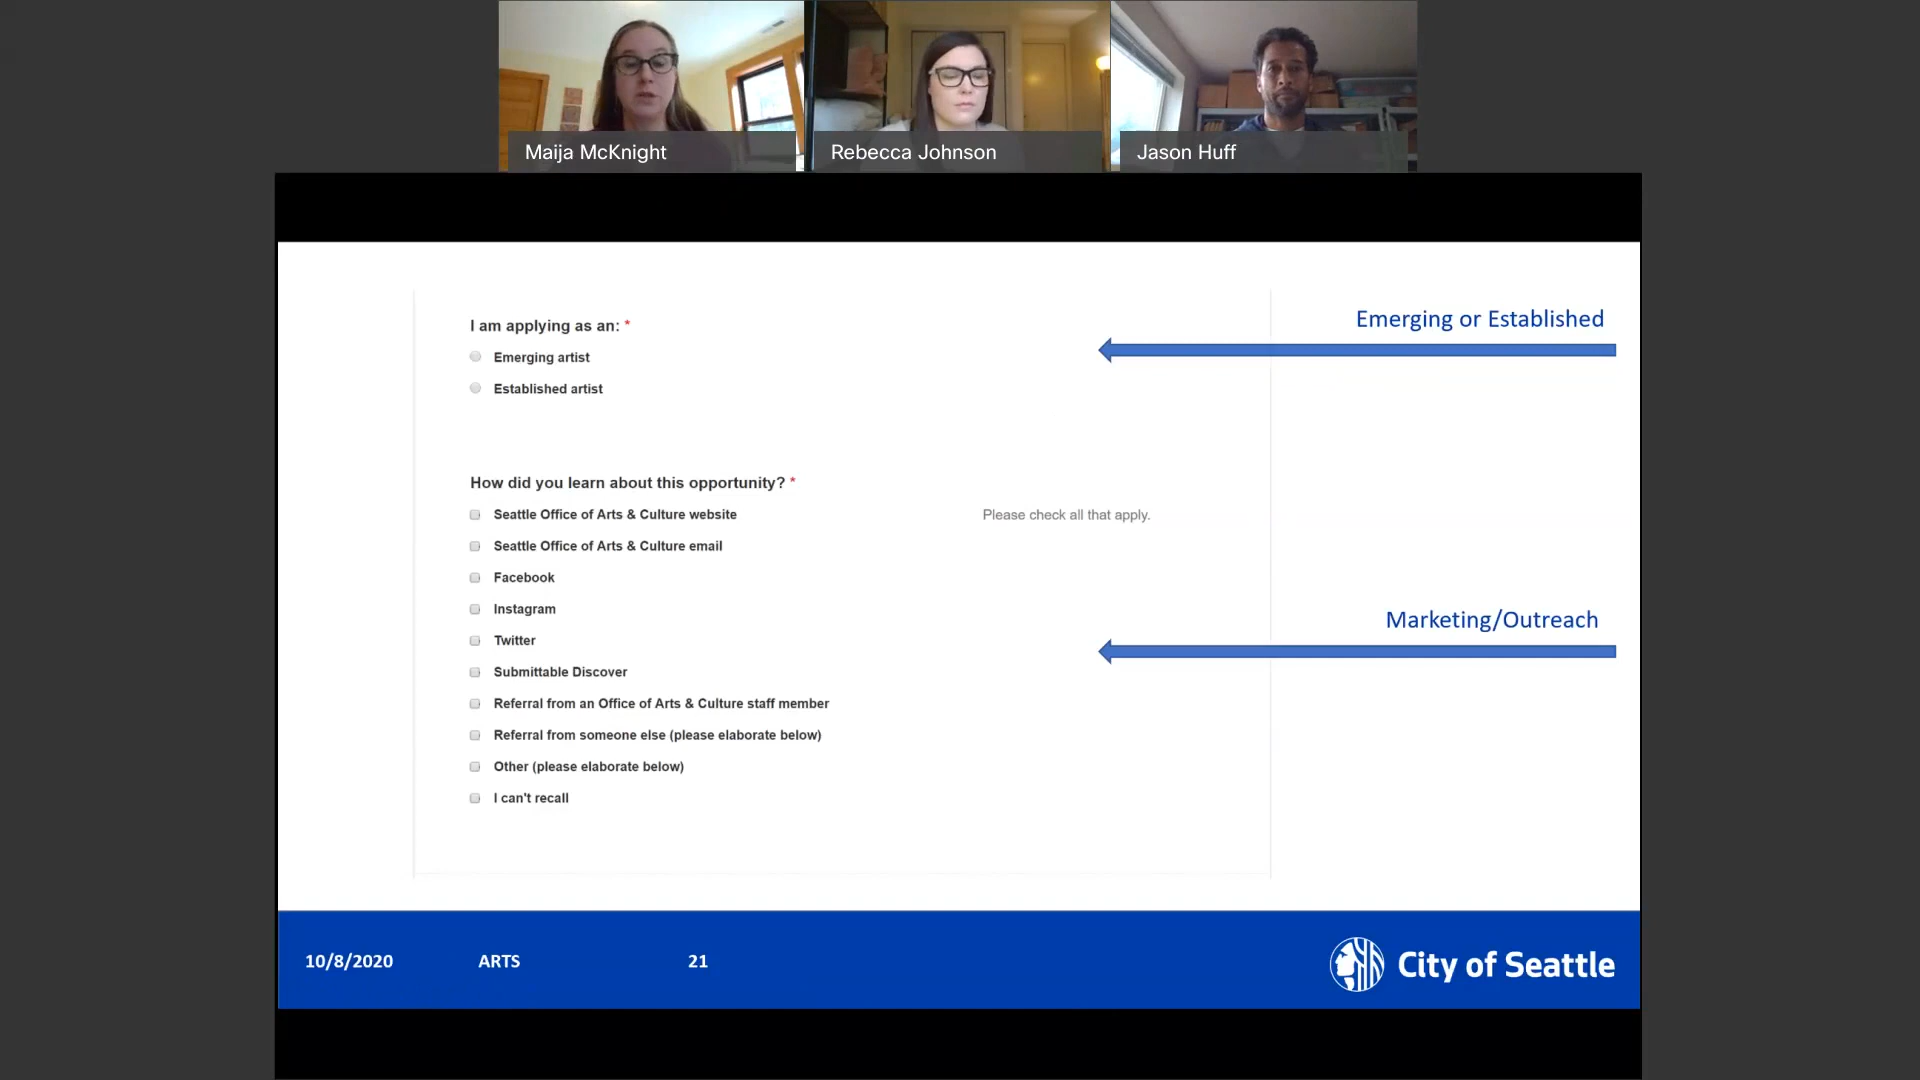 Maija McKnight
Rebecca Johnson
Jason Huff
I am applying as an: *
Emerging artist
Established artist
Emerging or Established
How did you learn about this opportunity? *
Seattle Office of Arts & Culture website
Please check all that apply.
Seattle Office of Arts & Culture email
Facebook
Instagram
Twitter
Submittable Discover
Referral from an Office of Arts & Culture staff member
Referral from someone else (please elaborate below)
Other (please elaborate below)
I can't recall
Marketing/Outreach
10/8/2020
ARTS
21
City of Seattle